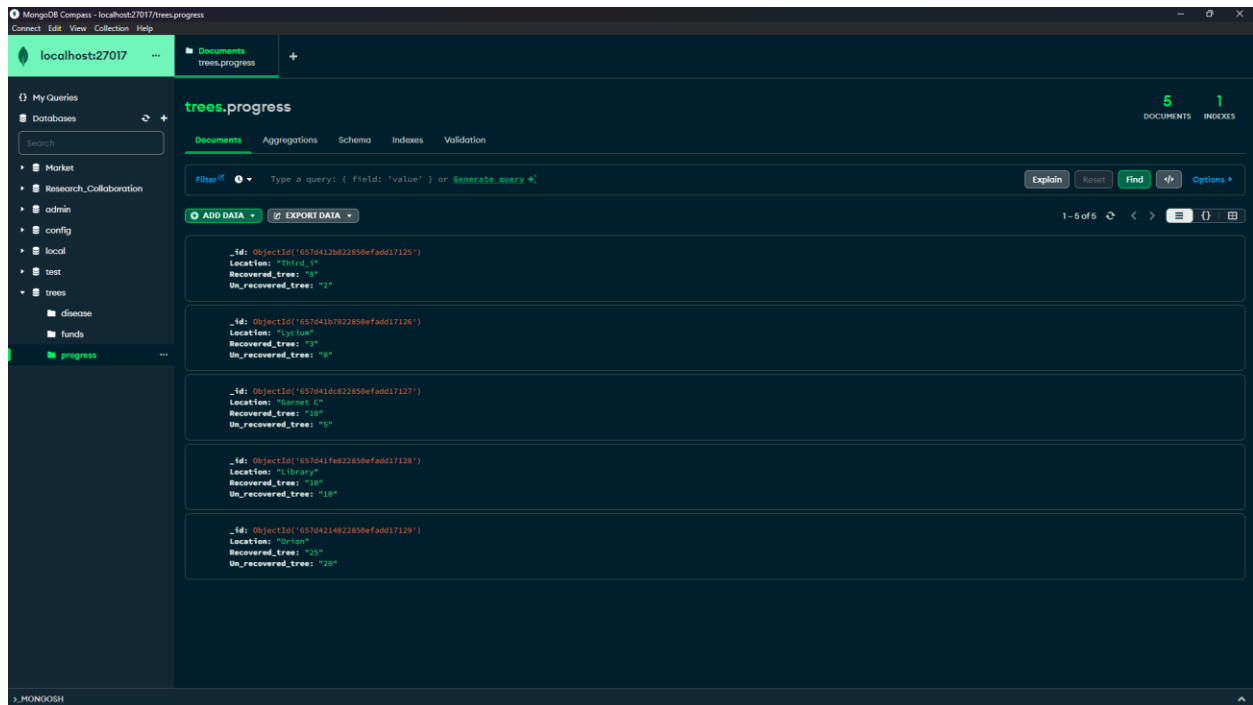 MongoDB Compass - localhost:27017/trees.progress
Connect Edit View Collection Help
localhost:27017 ...
Documents
trees.progress
+
{} My Queries
Databases
Search
Market
Research_Collaboration
admin
config
local
test
trees
disease
funds
progress ...
trees.progress
5 DOCUMENTS
1 INDEXES
Documents Aggregations Schema Indexes Validation
Filter Type a query: { field: 'value' } or Generate query
Explain Reset Find </> Options
ADD DATA EXPORT DATA
1 – 5 of 5 {}
_id: ObjectId('657d412b822850efadd17125')
Location: "Third_i"
Recovered_tree: "8"
Un_recovered_tree: "2"
_id: ObjectId('657d41b7822850efadd17126')
Location: "Lycium"
Recovered_tree: "3"
Un_recovered_tree: "0"
_id: ObjectId('657d41dc822850efadd17127')
Location: "Garnet C"
Recovered_tree: "10"
Un_recovered_tree: "5"
_id: ObjectId('657d41fe822850efadd17128')
Location: "Library"
Recovered_tree: "10"
Un_recovered_tree: "10"
_id: ObjectId('657d4214822850efadd17129')
Location: "Orion"
Recovered_tree: "25"
Un_recovered_tree: "20"
>_MONGOSH